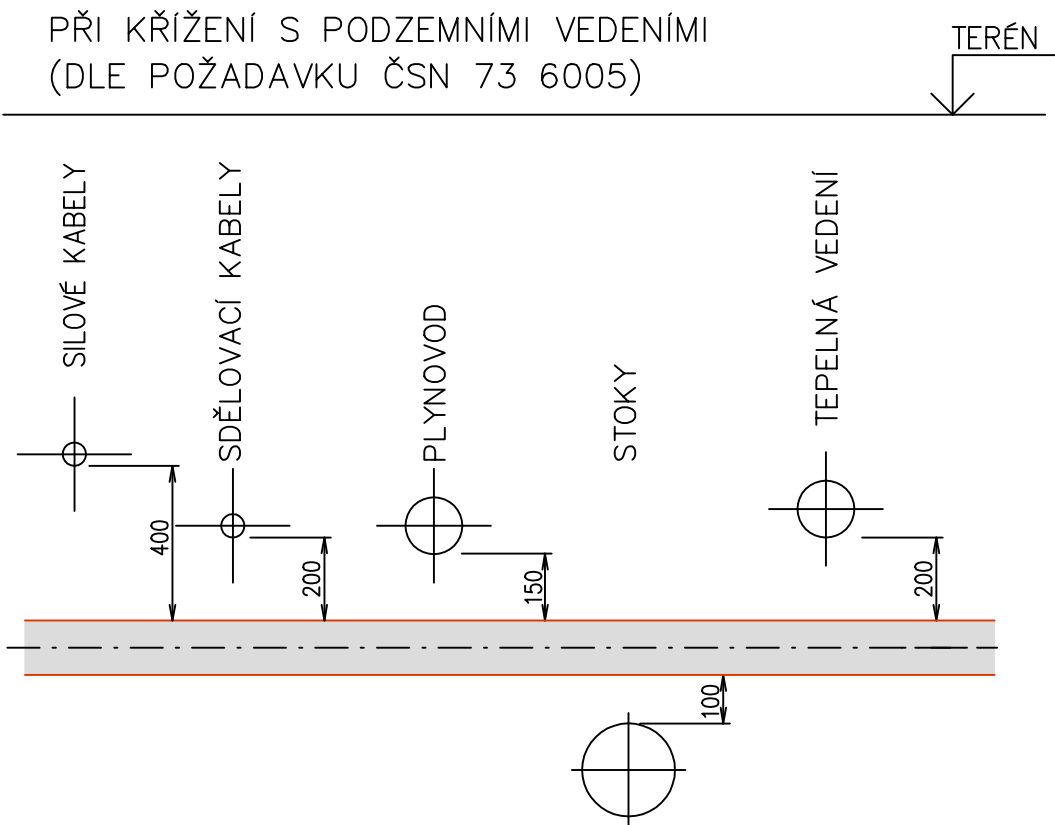 PŘI KŘÍŽENÍ S PODZEMNÍMI VEDENÍMI
(DLE POŽADAVKU ČSN 73 6005)
TERÉN
SILOVÉ KABELY
SDĚLOVACÍ KABELY
PLYNOVOD
STOKY
TEPELNÁ VEDENÍ
400
200
150
200
100